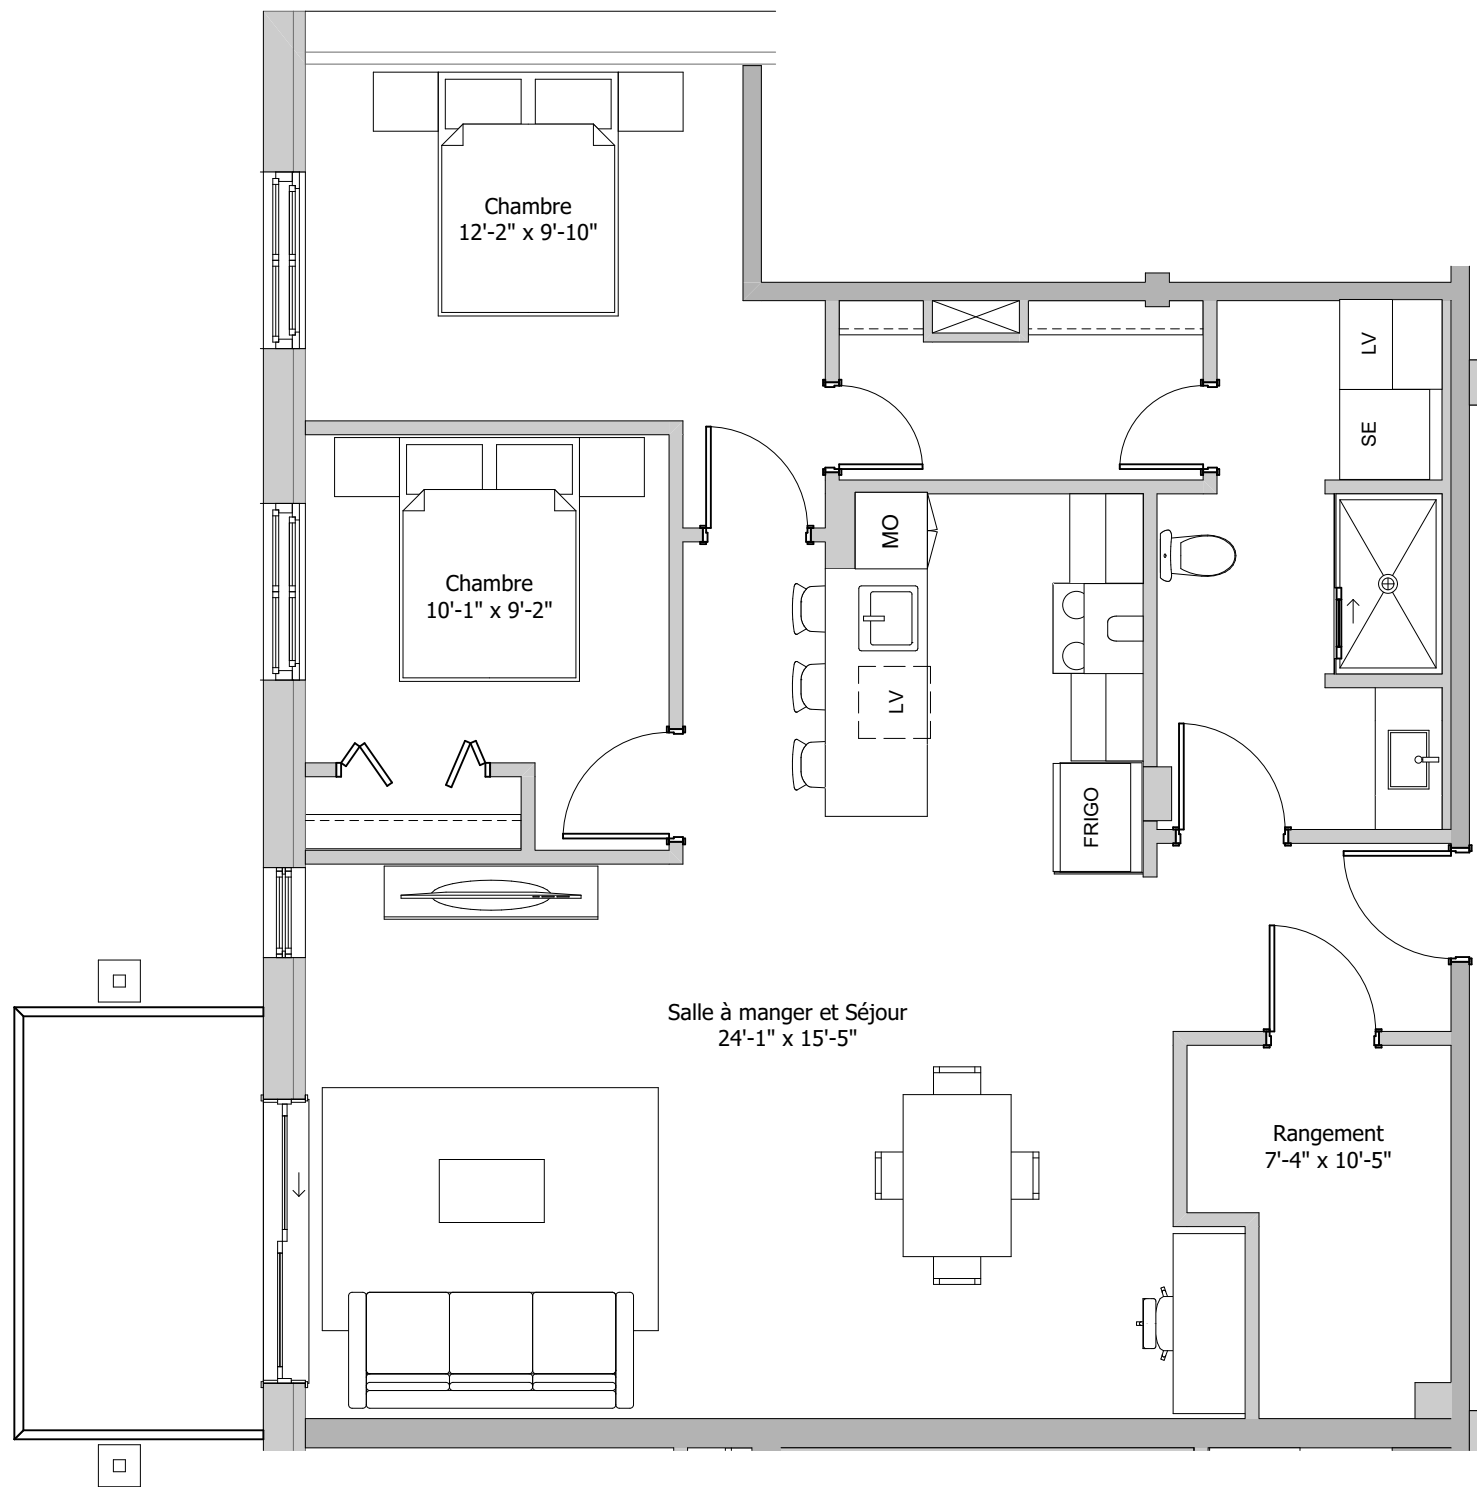 Chambre
12'-2" x 9'-10"
LV
SE
MO
Chambre
10'-1" x 9'-2"
LV
FRIGO
Salle à manger et Séjour
24'-1" x 15'-5"
Rangement
7'-4" x 10'-5"